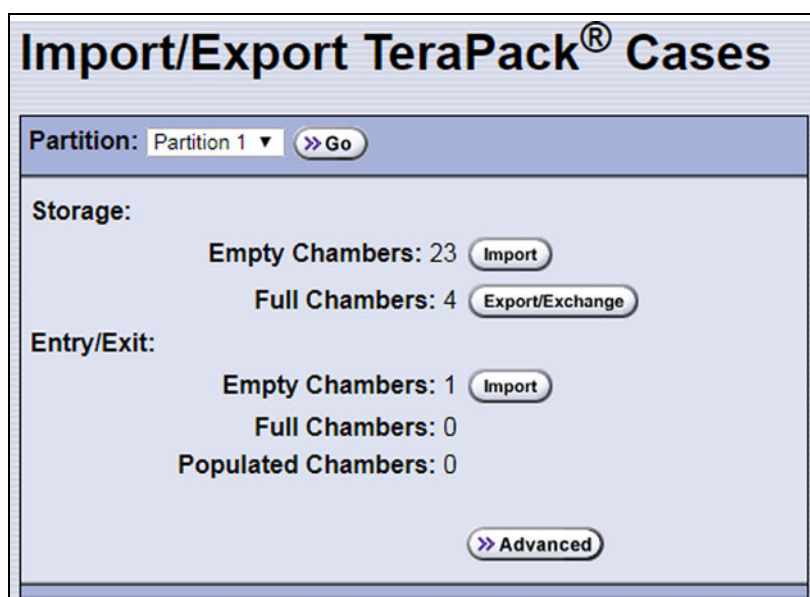 Import/Export TeraPack® Cases
Partition: Partition 1 ▼ >> Go
Storage:
Empty Chambers: 23 Import
Full Chambers: 4 Export/Exchange
Entry/Exit:
Empty Chambers: 1 Import
Full Chambers: 0
Populated Chambers: 0
>> Advanced